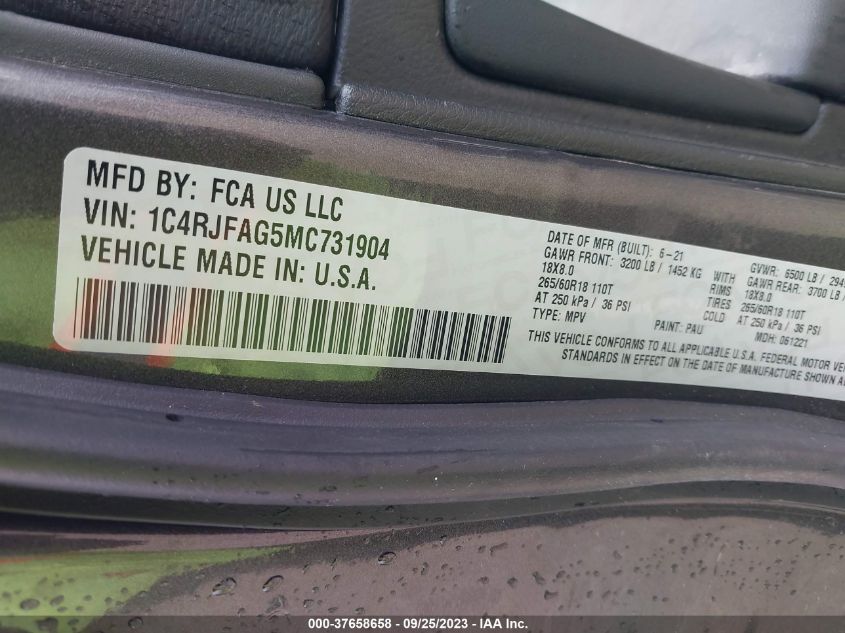 MFD BY: FCA US LLC
VIN: 1C4RJFAG5MC731904
VEHICLE MADE IN: U.S.A.
DATE OF MFR (BUILT): 6-21
GAWR FRONT: 3200 LB / 1452 KG WITH
18X8.0 RIMS
265/60R18 110T TIRES
AT 250 kPa / 36 PSI COLD
TYPE: MPV PAINT: PAU
GVWR: 6500 LB /
GAWR REAR: 3700 LB /
18X8.0
265/60R18 110T
AT 250 kPa / 36 PSI
MDH: 061221
THIS VEHICLE CONFORMS TO ALL APPLICABLE U.S.A. FEDERAL MOTOR
STANDARDS IN EFFECT ON THE DATE OF MANUFACTURE SHOWN
000-37658658 - 09/25/2023 - IAA Inc.